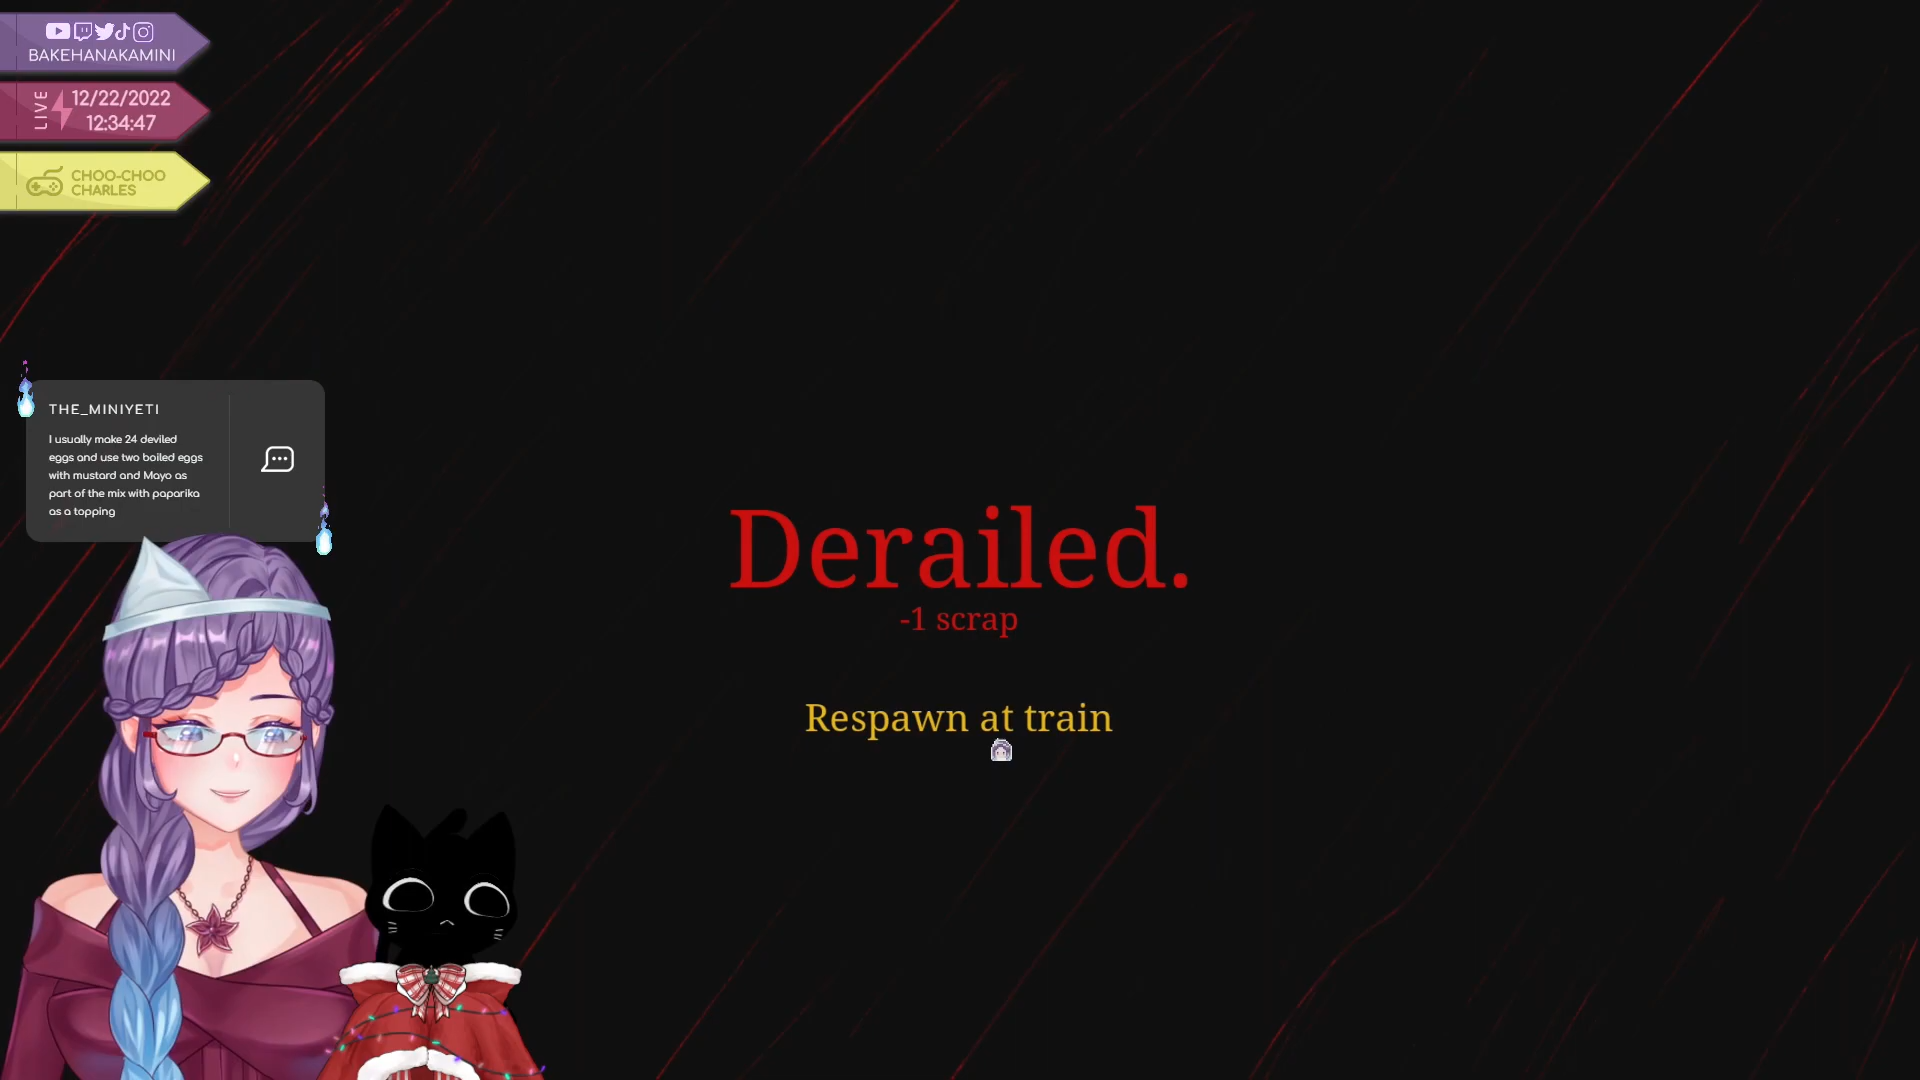 BAKEHANAKAMINI
LIVE
12/22/2022
12:34:47
CHOO-CHOO
CHARLES
THE_MINIYETI
I usually make 24 deviled
eggs and use two boiled eggs
with mustard and Mayo as
part of the mix with paparika
as a topping
Derailed.
-1 scrap
Respawn at train